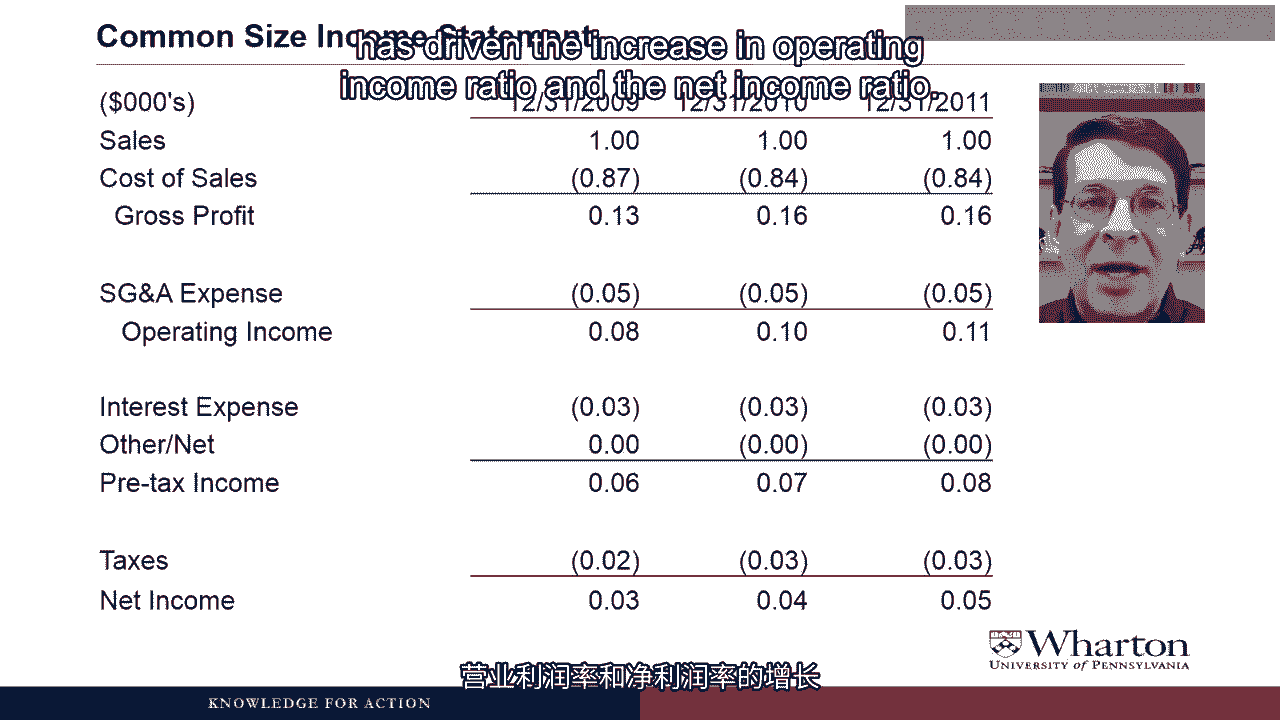 Common Size Income Statement
has driven the increase in operating
income ratio and the net income ratio.
($000's) 12/31/2009 12/31/2010 12/31/2011
Sales 1.00 1.00 1.00
Cost of Sales (0.87) (0.84) (0.84)
Gross Profit 0.13 0.16 0.16
SG&A Expense (0.05) (0.05) (0.05)
Operating Income 0.08 0.10 0.11
Interest Expense (0.03) (0.03) (0.03)
Other/Net 0.00 (0.00) (0.00)
Pre-tax Income 0.06 0.07 0.08
Taxes (0.02) (0.03) (0.03)
Net Income 0.03 0.04 0.05
Wharton
UNIVERSITY of PENNSYLVANIA
营业利润率和净利润率的增长
KNOWLEDGE FOR ACTION